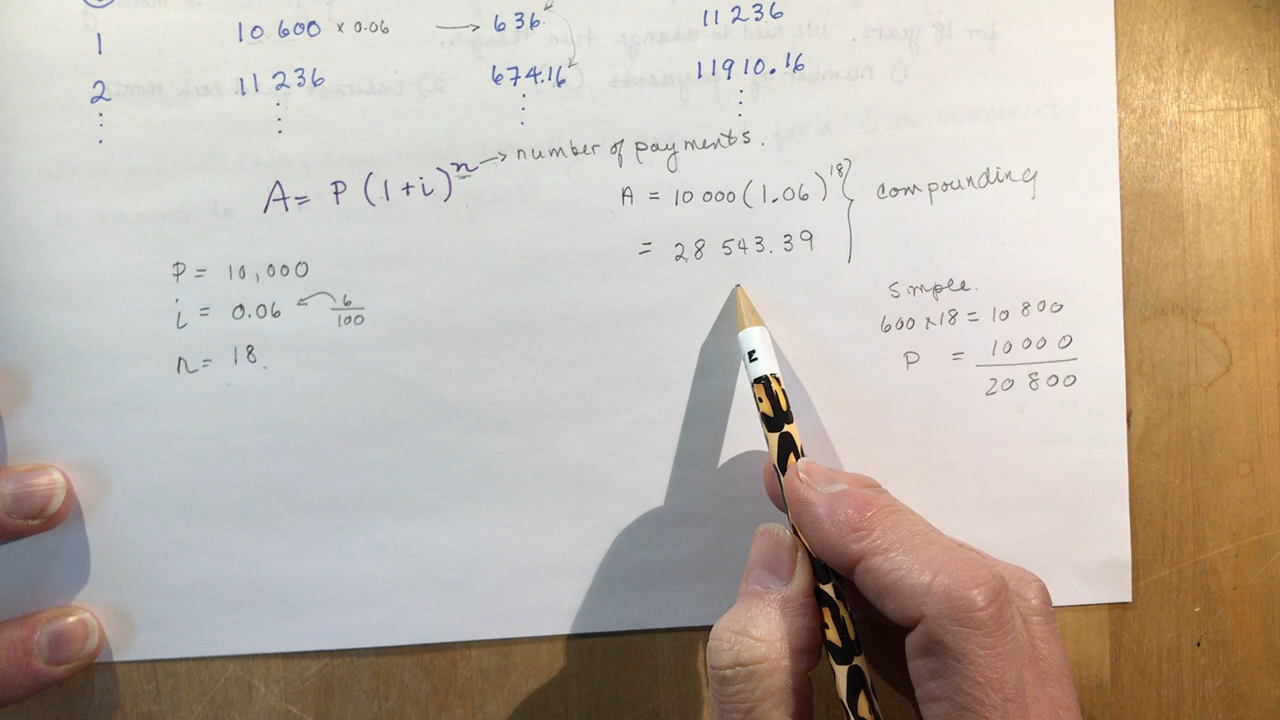 1 10 600 x 0.06 → 636. 11 236
2 11 236 674.16 11910.16
⋮ ⋮ ⋮ ⋮
A = P (1+i)^n → number of payments.
A = 10 000 (1.06)^18 } compounding
= 28 543.39
P = 10,000
i = 0.06 ← 6/100
n = 18.
Simple.
600 x 18 = 10 800
P = 10 000
20 800